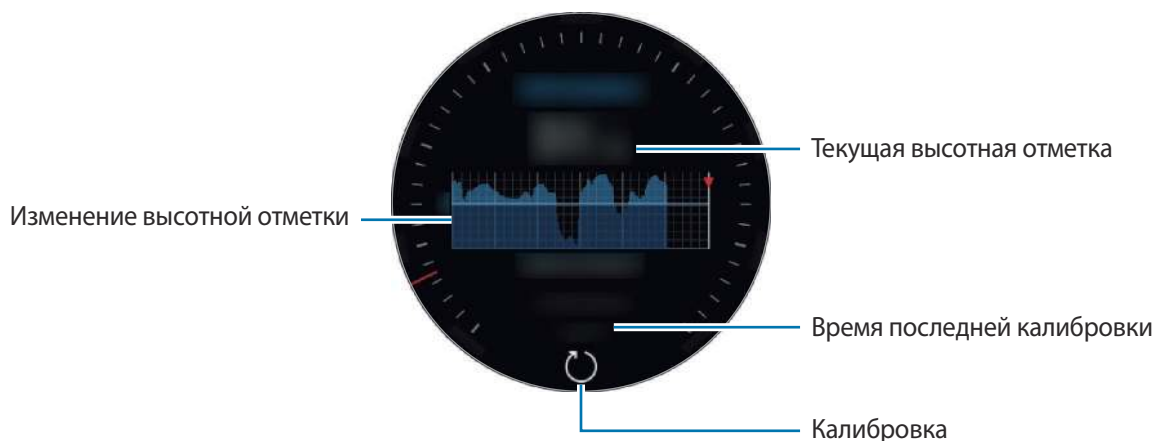 Текущая высотная отметка
Изменение высотной отметки
Время последней калибровки
Калибровка